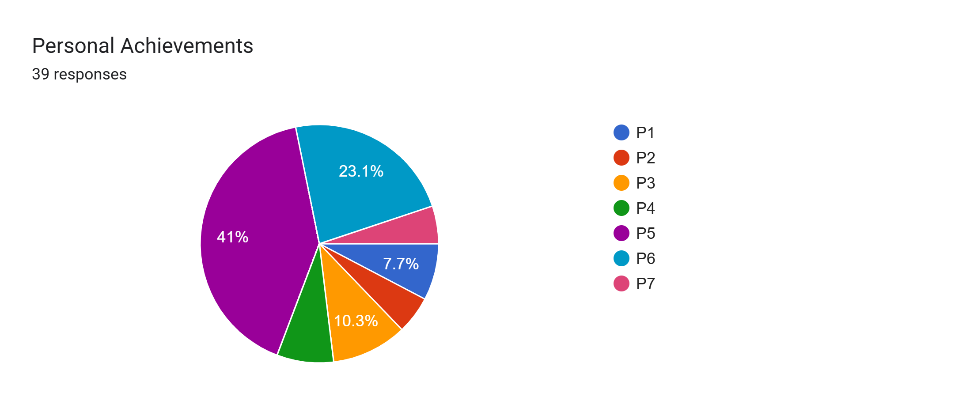 Personal Achievements
39 responses
23.1%
41%
7.7%
10.3%
P1
P2
P3
P4
P5
P6
P7